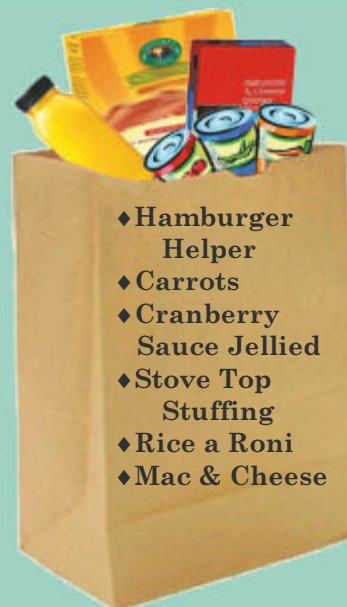 ♦Hamburger
Helper
♦Carrots
♦Cranberry
Sauce Jellied
♦Stove Top
Stuffing
♦Rice a Roni
♦Mac & Cheese